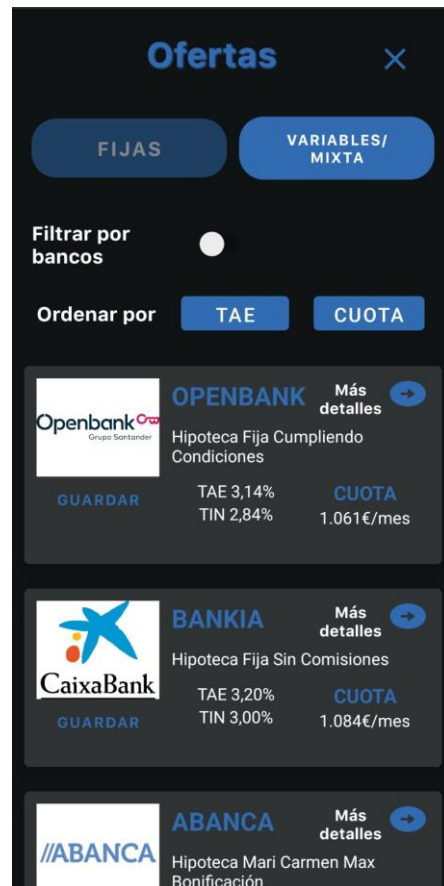 Ofertas
FIJAS
VARIABLES/
MIXTA
Filtrar por
bancos
Ordenar por
TAE
CUOTA
Openbank
Grupo Santander
OPENBANK
Más
detalles
Hipoteca Fija Cumpliendo
Condiciones
GUARDAR
TAE 3,14%
TIN 2,84%
CUOTA
1.061€/mes
CaixaBank
BANKIA
Más
detalles
Hipoteca Fija Sin Comisiones
GUARDAR
TAE 3,20%
TIN 3,00%
CUOTA
1.084€/mes
//ABANCA
ABANCA
Más
detalles
Hipoteca Mari Carmen Max
Bonificación